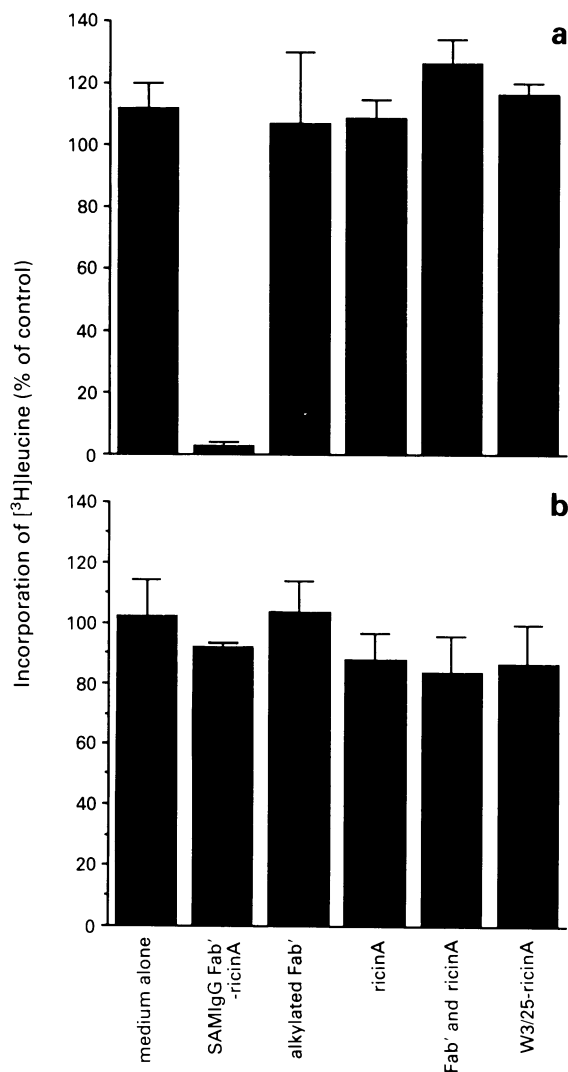 a
140
120
100
80
60
40
20
0
Incorporation of [³H]leucine (% of control)
b
140
120
100
80
60
40
20
0
medium alone
SAMIgG Fab′
-ricinA
alkylated Fab′
ricinA
Fab′ and ricinA
W3/25-ricinA